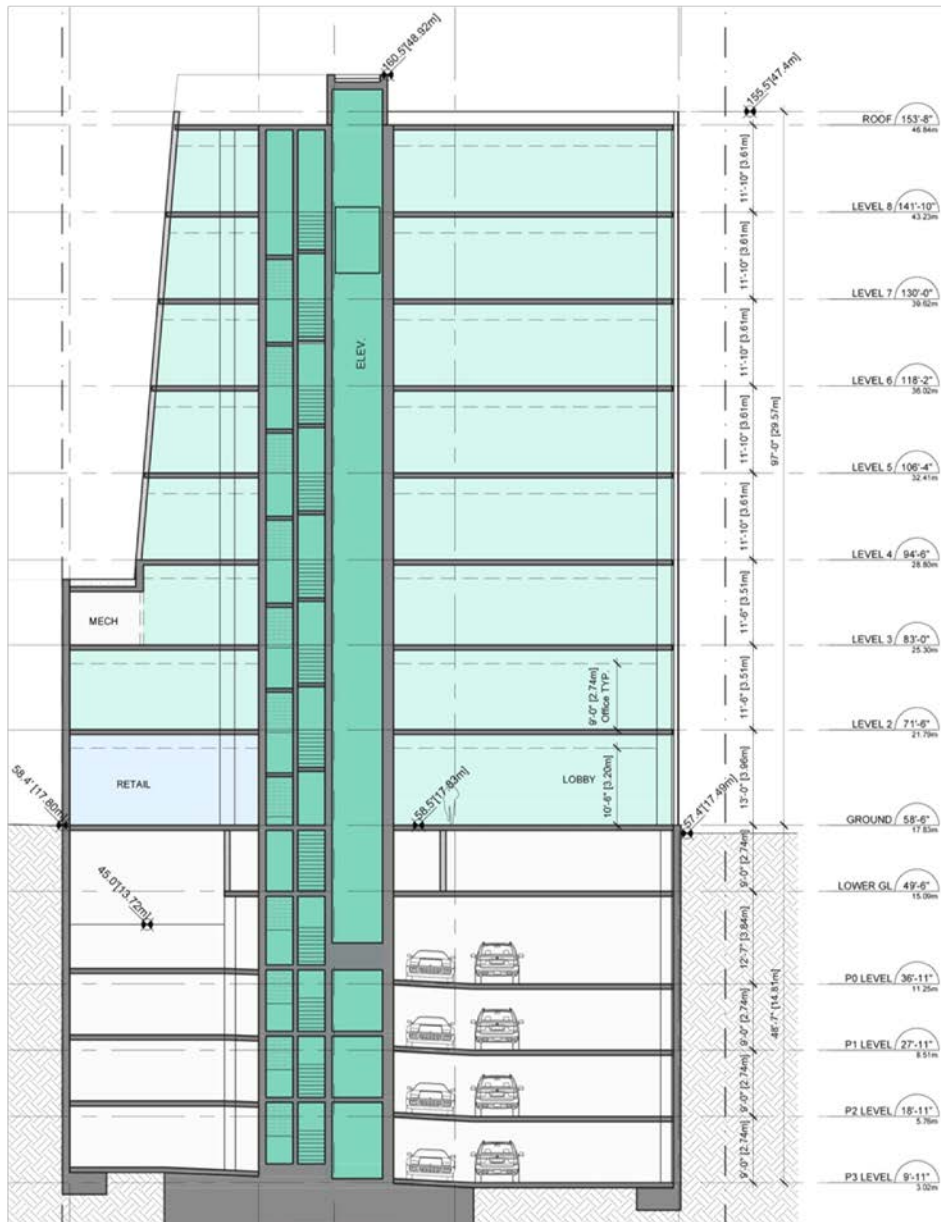 160.5'[48.92m]
155.5'[47.4m]
ROOF 153'-8"
46.84m
11'-10" [3.61m]
LEVEL 8 141'-10"
43.23m
11'-10" [3.61m]
LEVEL 7 130'-0"
39.62m
ELEV.
11'-10" [3.61m]
LEVEL 6 118'-2"
36.02m
11'-10" [3.61m]
97'-0" [29.57m]
LEVEL 5 106'-4"
32.41m
11'-10" [3.61m]
LEVEL 4 94'-6"
28.80m
MECH
11'-6" [3.51m]
LEVEL 3 83'-0"
25.30m
9'-0" [2.74m]
Office TYP.
11'-6" [3.51m]
LEVEL 2 71'-6"
21.79m
58.4' [17.80m]
RETAIL
58.5'[17.83m]
10'-6" [3.20m]
LOBBY
57.4'[17.49m]
13'-0" [3.96m]
GROUND 58'-6"
17.83m
9'-0" [2.74m]
LOWER GL 49'-6"
15.09m
45.0'[13.72m]
12'-7" [3.84m]
P0 LEVEL 36'-11"
11.25m
48'-7" [14.81m]
9'-0" [2.74m]
P1 LEVEL 27'-11"
8.51m
9'-0" [2.74m]
P2 LEVEL 18'-11"
5.76m
9'-0" [2.74m]
P3 LEVEL 9'-11"
3.02m